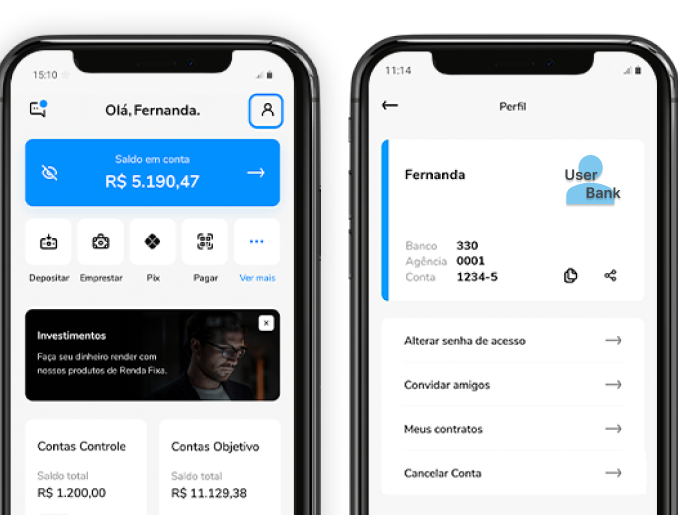 15:10
Olá, Fernanda.
Saldo em conta
R$ 5.190,47
Depositar Emprestar Pix Pagar Ver mais
Investimentos
Faça seu dinheiro render com
nossos produtos de Renda Fixa.
Contas Controle
Saldo total
R$ 1.200,00
Contas Objetivo
Saldo total
R$ 11.129,38
11:14
Perfil
Fernanda
User
Bank
Banco 330
Agência 0001
Conta 1234-5
Alterar senha de acesso
Convidar amigos
Meus contratos
Cancelar Conta